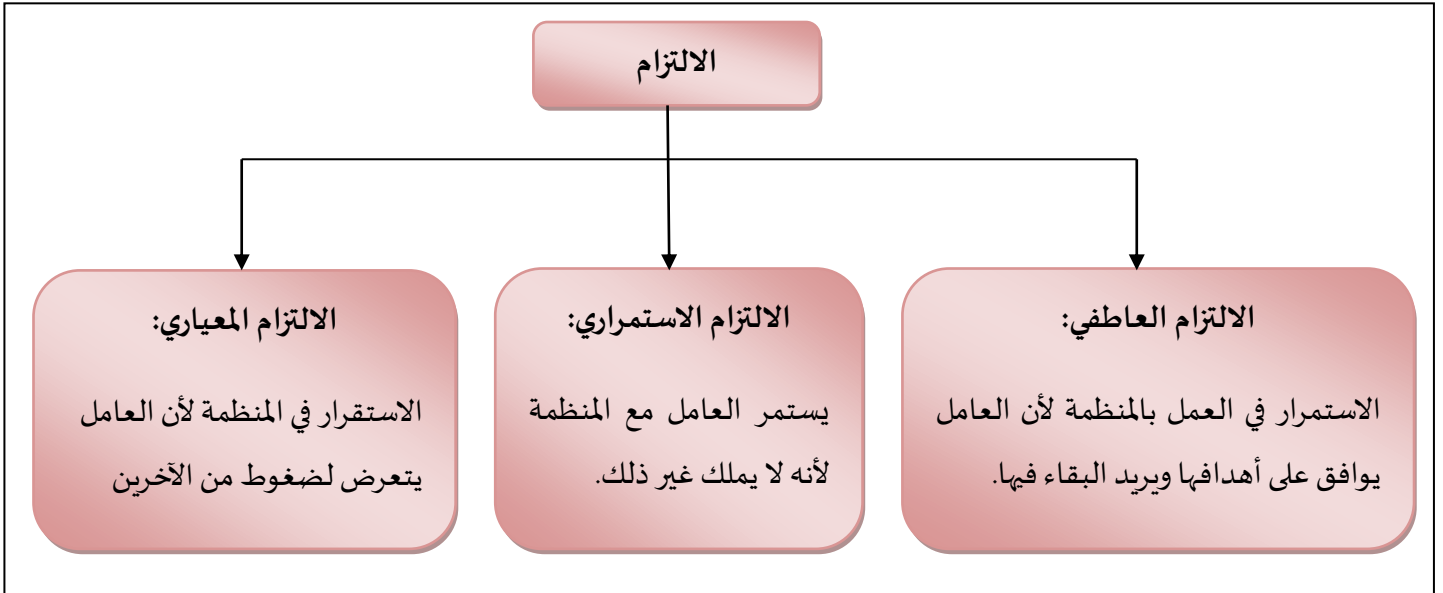 الالتزام
الالتزام العاطفي:
الاستمرار في العمل بالمنظمة لأن العامل
يوافق على أهدافها ويريد البقاء فيها.
الالتزام الاستمراري:
يستمر العامل مع المنظمة
لأنه لا يملك غير ذلك.
الالتزام المعياري:
الاستقرار في المنظمة لأن العامل
يتعرض لضغوط من الآخرين